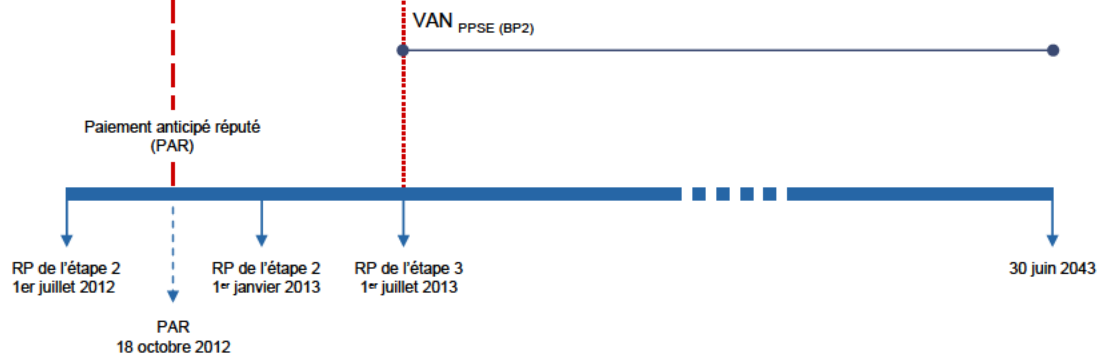 VAN PPSE (BP2)
Paiement anticipé réputé
(PAR)
RP de l'étape 2
1er juillet 2012
RP de l'étape 2
1er janvier 2013
RP de l'étape 3
1er juillet 2013
30 juin 2043
PAR
18 octobre 2012